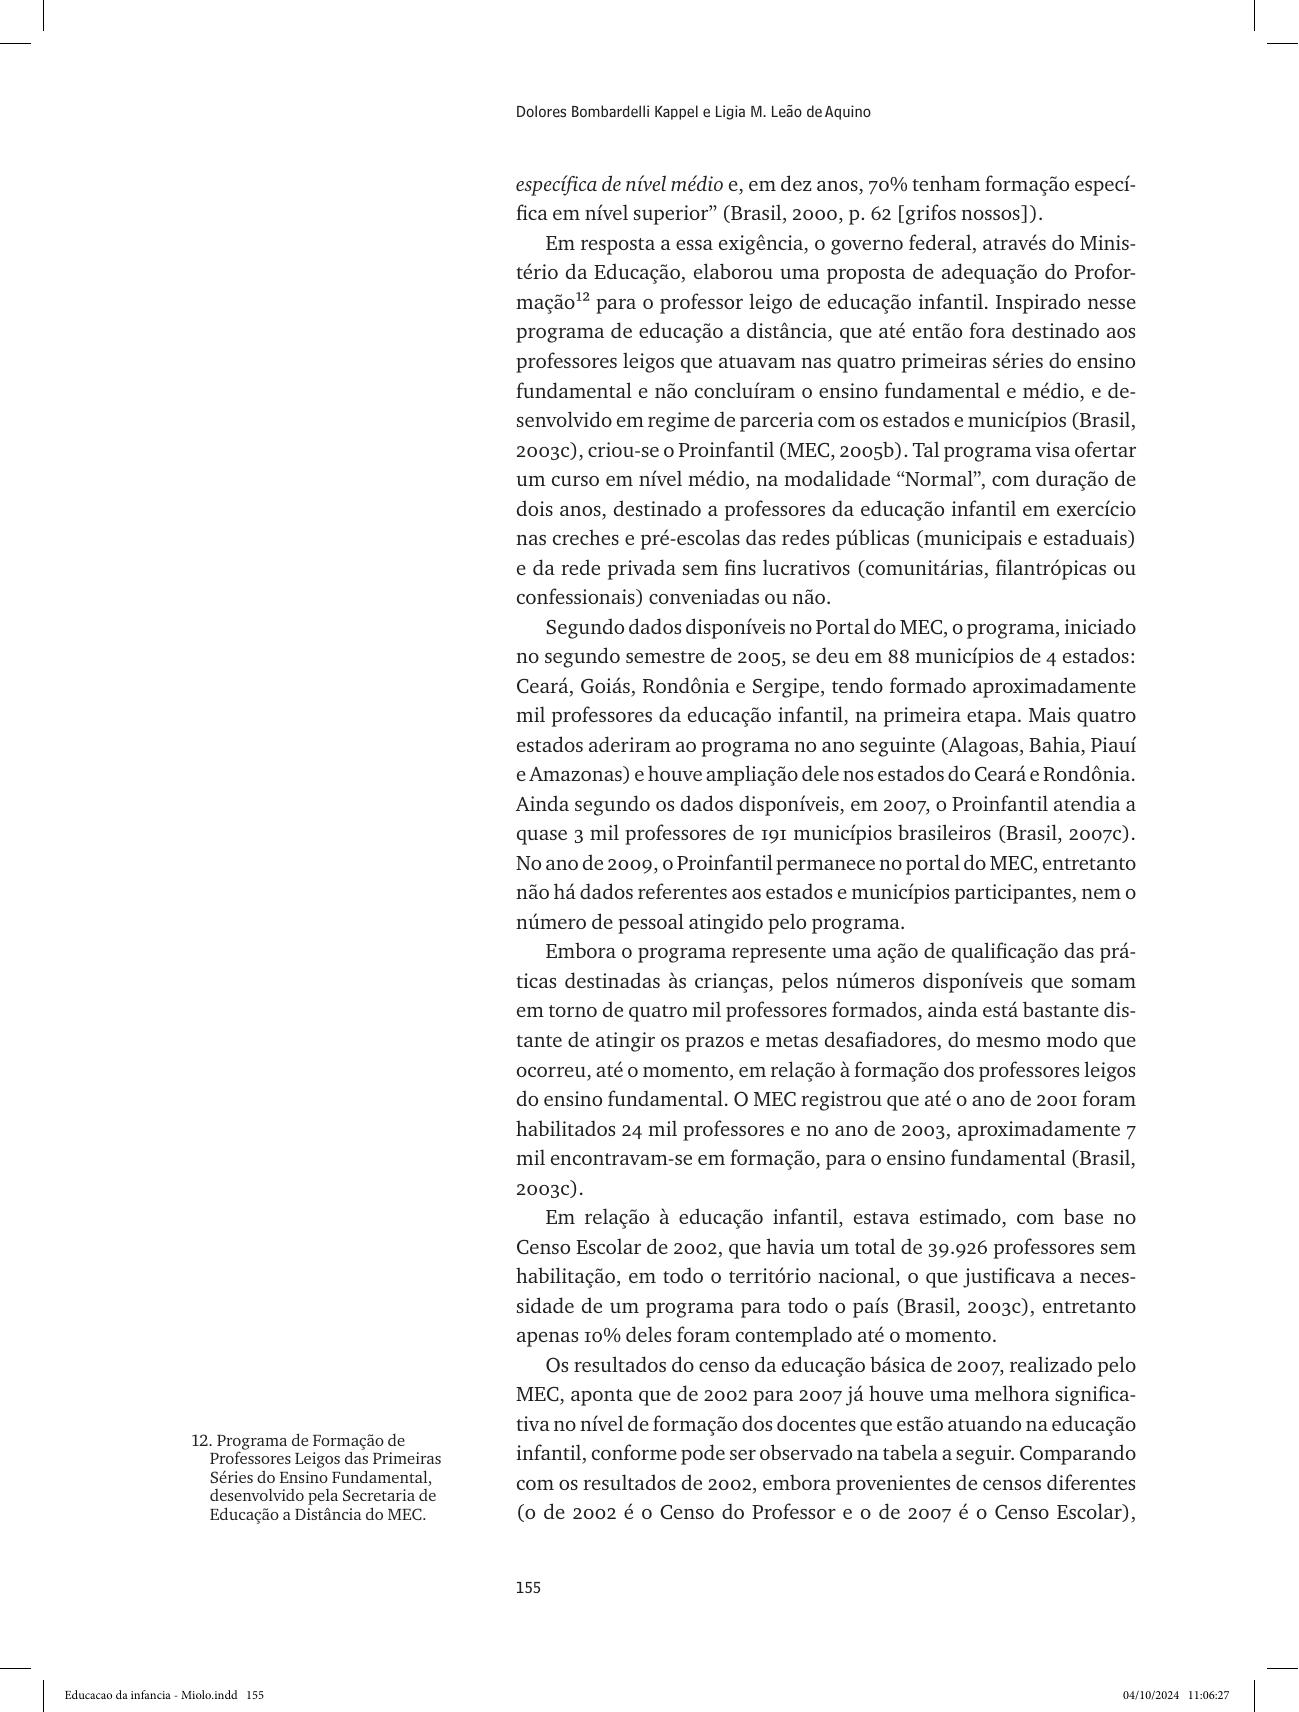 Dolores Bombardelli Kappel e Ligia M. Leão de Aquino
específica de nível médio e, em dez anos, 70% tenham formação especí-
fica em nível superior” (Brasil, 2000, p. 62 [grifos nossos]).
Em resposta a essa exigência, o governo federal, através do Minis-
tério da Educação, elaborou uma proposta de adequação do Profor-
mação¹² para o professor leigo de educação infantil. Inspirado nesse
programa de educação a distância, que até então fora destinado aos
professores leigos que atuavam nas quatro primeiras séries do ensino
fundamental e não concluíram o ensino fundamental e médio, e de-
senvolvido em regime de parceria com os estados e municípios (Brasil,
2003c), criou-se o Proinfantil (MEC, 2005b). Tal programa visa ofertar
um curso em nível médio, na modalidade “Normal”, com duração de
dois anos, destinado a professores da educação infantil em exercício
nas creches e pré-escolas das redes públicas (municipais e estaduais)
e da rede privada sem fins lucrativos (comunitárias, filantrópicas ou
confessionais) conveniadas ou não.
Segundo dados disponíveis no Portal do MEC, o programa, iniciado
no segundo semestre de 2005, se deu em 88 municípios de 4 estados:
Ceará, Goiás, Rondônia e Sergipe, tendo formado aproximadamente
mil professores da educação infantil, na primeira etapa. Mais quatro
estados aderiram ao programa no ano seguinte (Alagoas, Bahia, Piauí
e Amazonas) e houve ampliação dele nos estados do Ceará e Rondônia.
Ainda segundo os dados disponíveis, em 2007, o Proinfantil atendia a
quase 3 mil professores de 191 municípios brasileiros (Brasil, 2007c).
No ano de 2009, o Proinfantil permanece no portal do MEC, entretanto
não há dados referentes aos estados e municípios participantes, nem o
número de pessoal atingido pelo programa.
Embora o programa represente uma ação de qualificação das prá-
ticas destinadas às crianças, pelos números disponíveis que somam
em torno de quatro mil professores formados, ainda está bastante dis-
tante de atingir os prazos e metas desafiadores, do mesmo modo que
ocorreu, até o momento, em relação à formação dos professores leigos
do ensino fundamental. O MEC registrou que até o ano de 2001 foram
habilitados 24 mil professores e no ano de 2003, aproximadamente 7
mil encontravam-se em formação, para o ensino fundamental (Brasil,
2003c).
Em relação à educação infantil, estava estimado, com base no
Censo Escolar de 2002, que havia um total de 39.926 professores sem
habilitação, em todo o território nacional, o que justificava a neces-
sidade de um programa para todo o país (Brasil, 2003c), entretanto
apenas 10% deles foram contemplado até o momento.
Os resultados do censo da educação básica de 2007, realizado pelo
MEC, aponta que de 2002 para 2007 já houve uma melhora significa-
tiva no nível de formação dos docentes que estão atuando na educação
infantil, conforme pode ser observado na tabela a seguir. Comparando
com os resultados de 2002, embora provenientes de censos diferentes
(o de 2002 é o Censo do Professor e o de 2007 é o Censo Escolar),
12. Programa de Formação de
Professores Leigos das Primeiras
Séries do Ensino Fundamental,
desenvolvido pela Secretaria de
Educação a Distância do MEC.
155
Educacao da infancia - Miolo.indd 155
04/10/2024 11:06:27